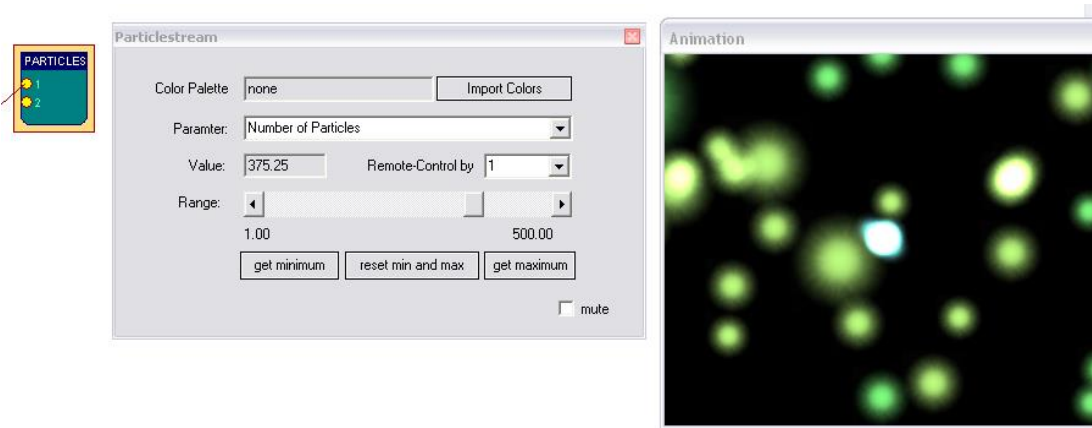 PARTICLES
1
2
Particlestream
Color Palette none Import Colors
Paramter: Number of Particles
Value: 375.25 Remote-Control by 1
Range:
1.00 500.00
get minimum reset min and max get maximum
mute
Animation